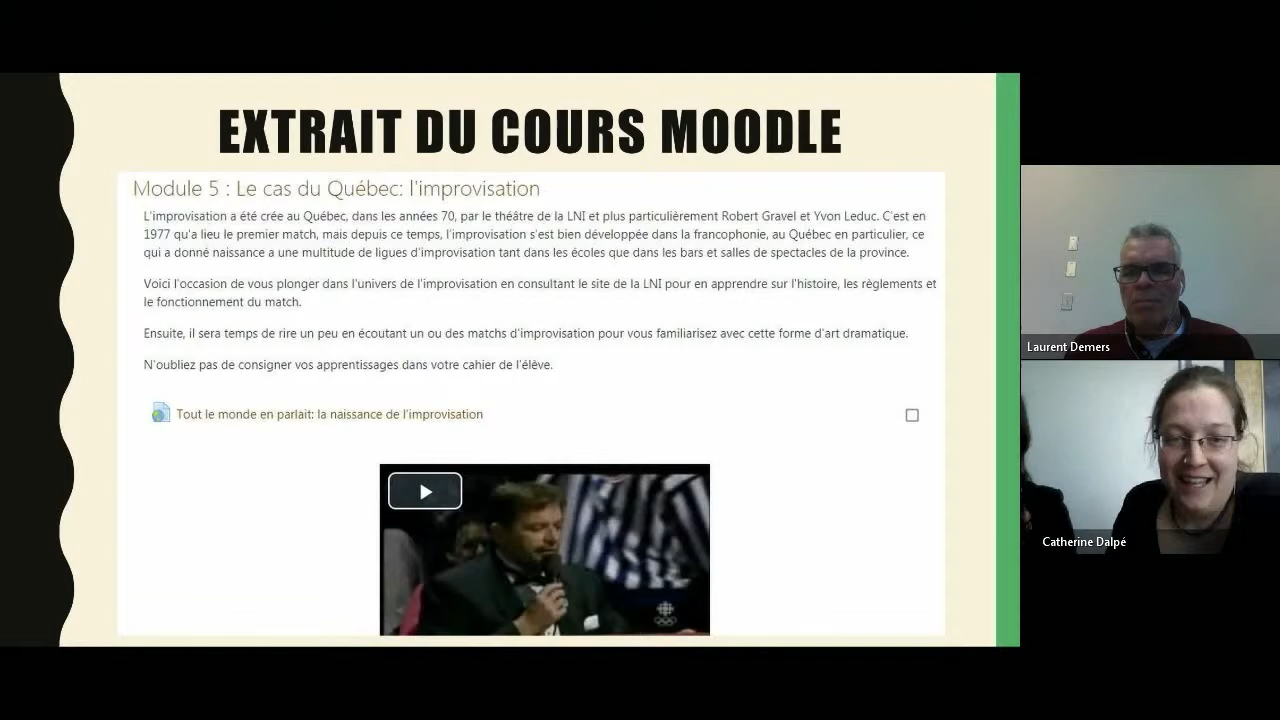 EXTRAIT DU COURS MOODLE
Module 5 : Le cas du Québec: l'improvisation
L'improvisation a été crée au Québec, dans les années 70, par le théâtre de la LNI et plus particulièrement Robert Gravel et Yvon Leduc. C'est en
1977 qu'a lieu le premier match, mais depuis ce temps, l'improvisation s'est bien développée dans la francophonie, au Québec en particulier, ce
qui a donné naissance a une multitude de ligues d'improvisation tant dans les écoles que dans les bars et salles de spectacles de la province.
Voici l'occasion de vous plonger dans l'univers de l'improvisation en consultant le site de la LNI pour en apprendre sur l'histoire, les règlements et
le fonctionnement du match.
Ensuite, il sera temps de rire un peu en écoutant un ou des matchs d'improvisation pour vous familiarisez avec cette forme d'art dramatique.
N'oubliez pas de consigner vos apprentissages dans votre cahier de l'élève.
Tout le monde en parlait: la naissance de l'improvisation
Laurent Demers
Catherine Dalpé